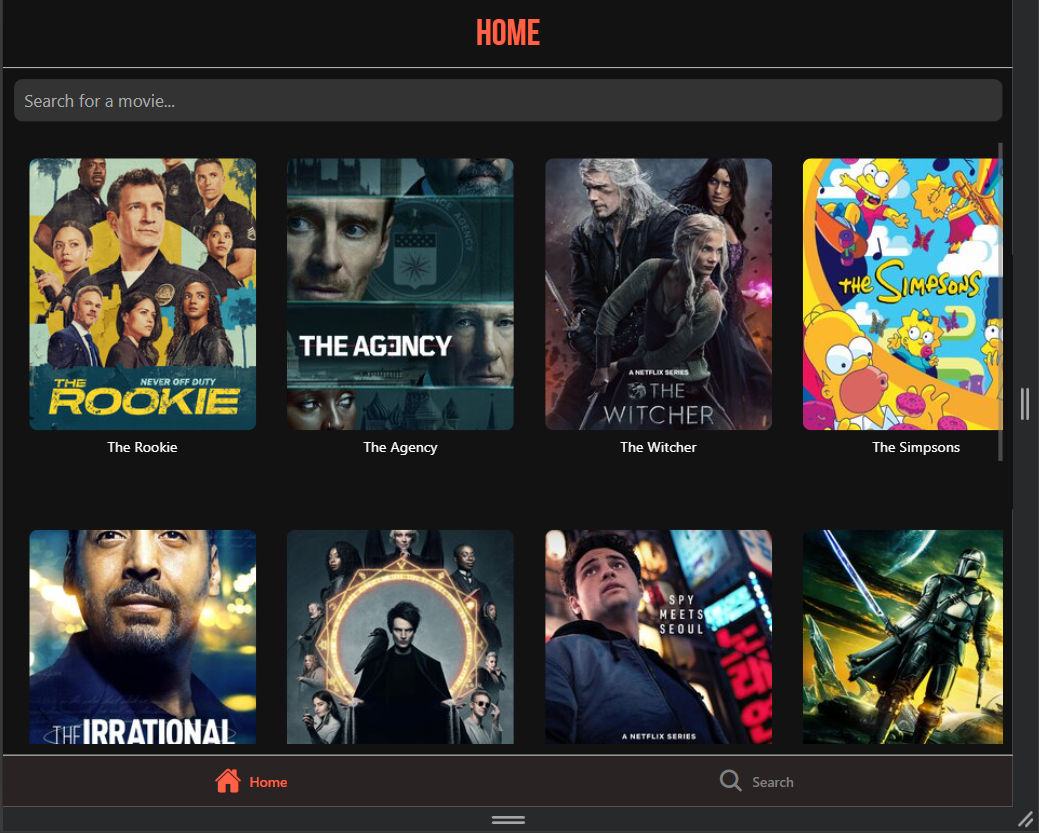 HOME
Search for a movie...
THE
NEVER OFF DUTY
ROOKIE
The Rookie
THE AGENCY
The Agency
A NETFLIX SERIES
THE
WITCHER
The Witcher
THE SIMPSONS
The Simpsons
THE IRRATIONAL
SPY
MEETS
SEOUL
A NETFLIX SERIES
Home
Search